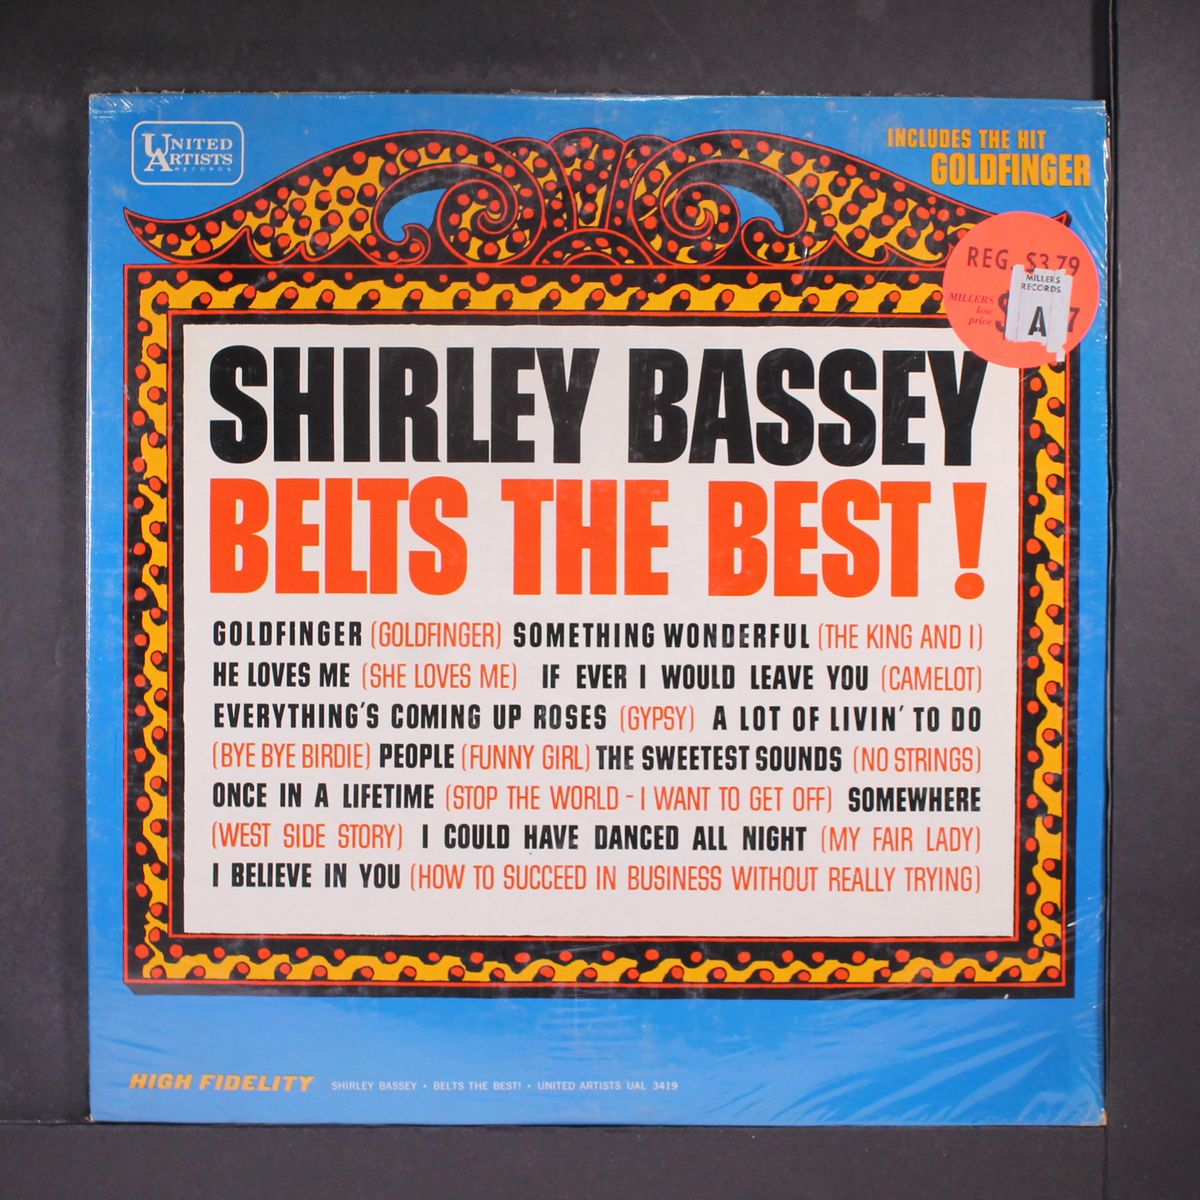 UNITED
ARTISTS
RECORDS
INCLUDES THE HIT
GOLDFINGER
REG. $3.79
MILLERS
RECORDS
MILLERS
low
price
A
7
SHIRLEY BASSEY
BELTS THE BEST!
GOLDFINGER (GOLDFINGER) SOMETHING WONDERFUL (THE KING AND I)
HE LOVES ME (SHE LOVES ME) IF EVER I WOULD LEAVE YOU (CAMELOT)
EVERYTHING'S COMING UP ROSES (GYPSY) A LOT OF LIVIN' TO DO
(BYE BYE BIRDIE) PEOPLE (FUNNY GIRL) THE SWEETEST SOUNDS (NO STRINGS)
ONCE IN A LIFETIME (STOP THE WORLD - I WANT TO GET OFF) SOMEWHERE
(WEST SIDE STORY) I COULD HAVE DANCED ALL NIGHT (MY FAIR LADY)
I BELIEVE IN YOU (HOW TO SUCCEED IN BUSINESS WITHOUT REALLY TRYING)
HIGH FIDELITY SHIRLEY BASSEY • BELTS THE BEST! • UNITED ARTISTS UAL 3419